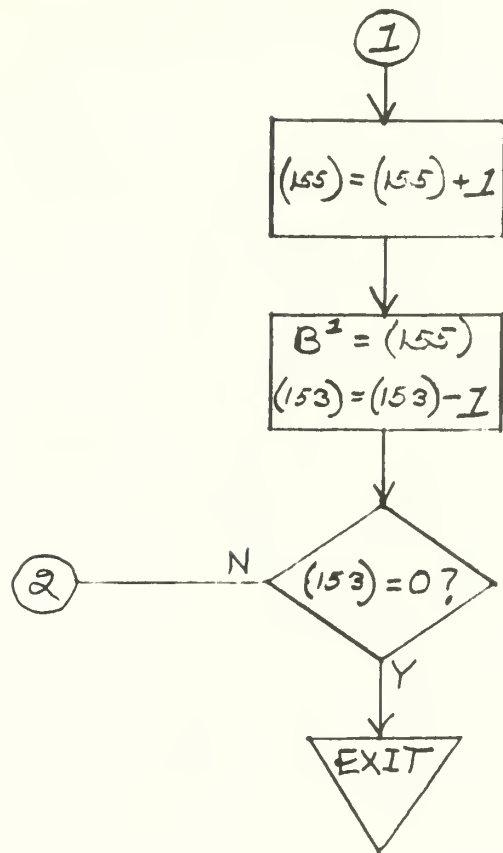 1
(155) = (155) + 1
B¹ = (155)
(153) = (153) - 1
N
2
(153) = 0?
Y
EXIT